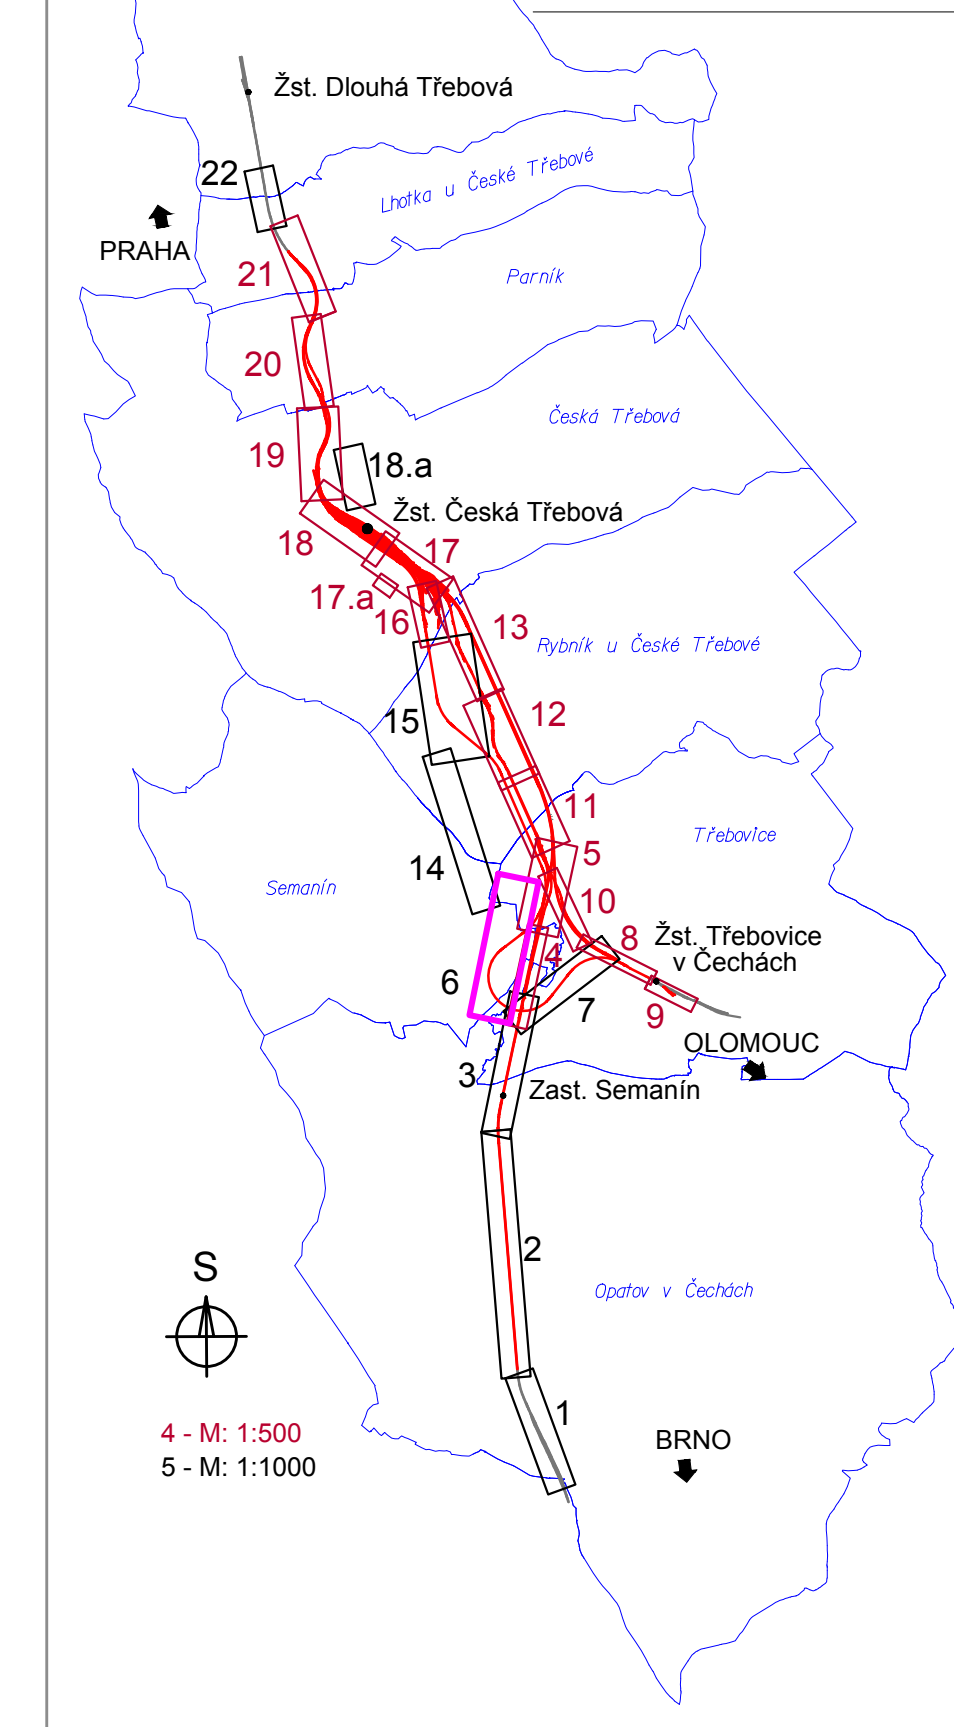 Žst. Dlouhá Třebová
22
Lhotka u České Třebové
PRAHA
21
Parník
20
Česká Třebová
19
18.a
Žst. Česká Třebová
18
17
17.a
16
13
Rybník u České Třebové
15
12
11
Třebovice
5
14
Semanín
10
8
Žst. Třebovice
v Čechách
4
6
7
9
OLOMOUC
3
Zast. Semanín
2
S
Opatov v Čechách
1
4 - M: 1:500
5 - M: 1:1000
BRNO